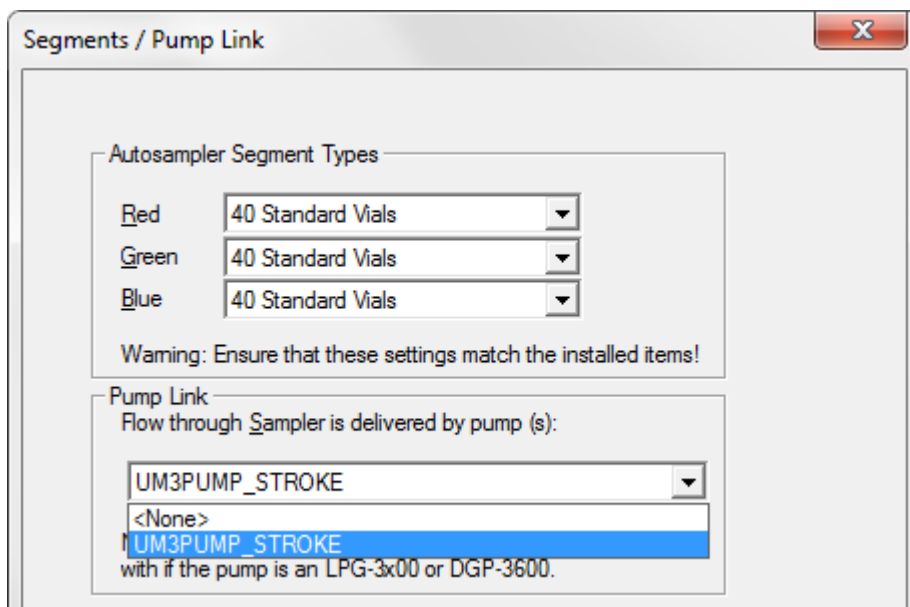 Segments / Pump Link
Autosampler Segment Types
Red 40 Standard Vials
Green 40 Standard Vials
Blue 40 Standard Vials
Warning: Ensure that these settings match the installed items!
Pump Link
Flow through Sampler is delivered by pump (s):
UM3PUMP_STROKE
<None>
UM3PUMP_STROKE
with if the pump is an LPG-3x00 or DGP-3600.